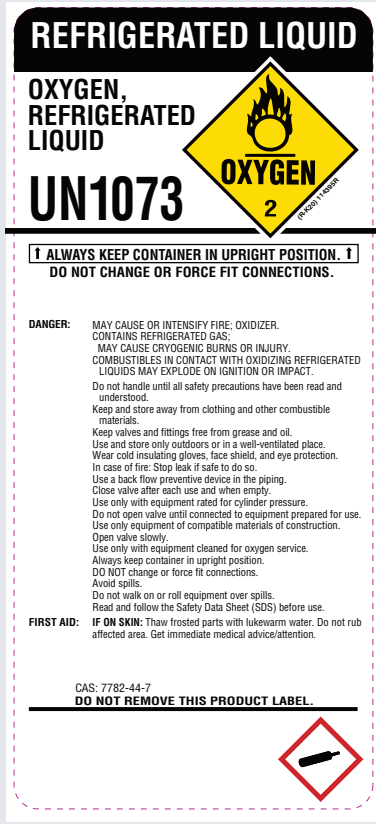 REFRIGERATED LIQUID
OXYGEN,
REFRIGERATED
LIQUID
UN1073
OXYGEN
2
(R-K20) 11439SR
⬆ ALWAYS KEEP CONTAINER IN UPRIGHT POSITION. ⬆
DO NOT CHANGE OR FORCE FIT CONNECTIONS.
DANGER: MAY CAUSE OR INTENSIFY FIRE; OXIDIZER.
CONTAINS REFRIGERATED GAS;
MAY CAUSE CRYOGENIC BURNS OR INJURY.
COMBUSTIBLES IN CONTACT WITH OXIDIZING REFRIGERATED
LIQUIDS MAY EXPLODE ON IGNITION OR IMPACT.
Do not handle until all safety precautions have been read and
understood.
Keep and store away from clothing and other combustible
materials.
Keep valves and fittings free from grease and oil.
Use and store only outdoors or in a well-ventilated place.
Wear cold insulating gloves, face shield, and eye protection.
In case of fire: Stop leak if safe to do so.
Use a back flow preventive device in the piping.
Close valve after each use and when empty.
Use only with equipment rated for cylinder pressure.
Do not open valve until connected to equipment prepared for use.
Use only equipment of compatible materials of construction.
Open valve slowly.
Use only with equipment cleaned for oxygen service.
Always keep container in upright position.
DO NOT change or force fit connections.
Avoid spills.
Do not walk on or roll equipment over spills.
Read and follow the Safety Data Sheet (SDS) before use.
FIRST AID: IF ON SKIN: Thaw frosted parts with lukewarm water. Do not rub
affected area. Get immediate medical advice/attention.
CAS: 7782-44-7
DO NOT REMOVE THIS PRODUCT LABEL.